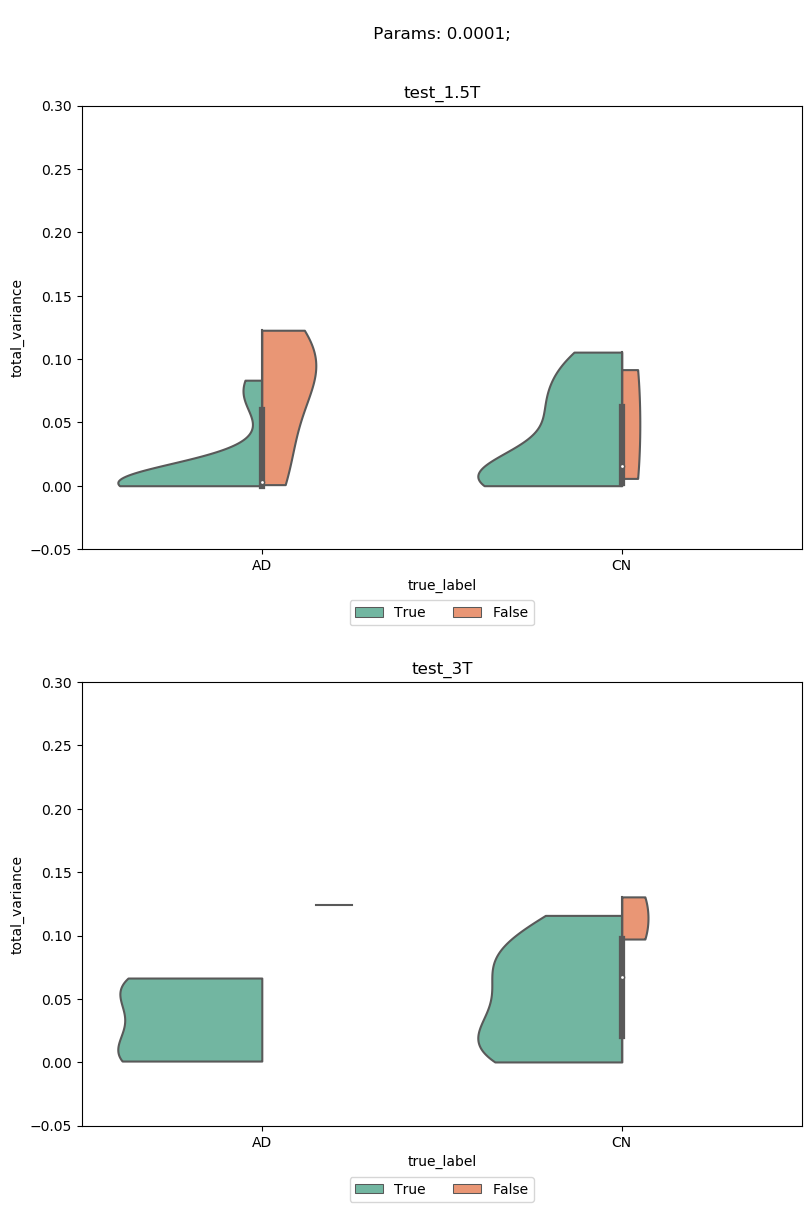 Params: 0.0001;
test_1.5T
0.30
0.25
0.20
0.15
0.10
0.05
0.00
−0.05
total_variance
AD CN
true_label
True False
test_3T
0.30
0.25
0.20
0.15
0.10
0.05
0.00
−0.05
total_variance
AD CN
true_label
True False